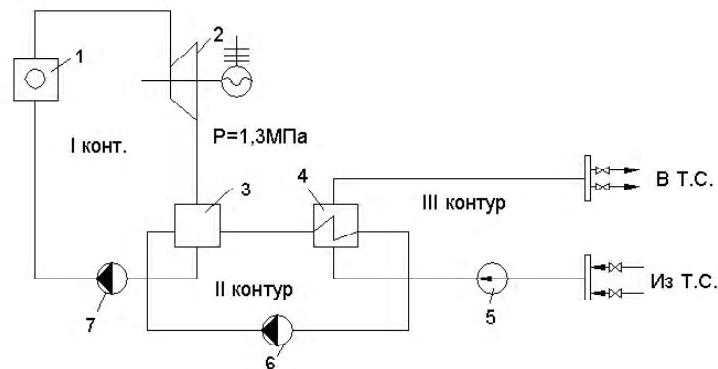 1
2
I конт.
P=1,3МПа
3
4
III контур
В Т.С.
II контур
Из Т.С.
5
7
6